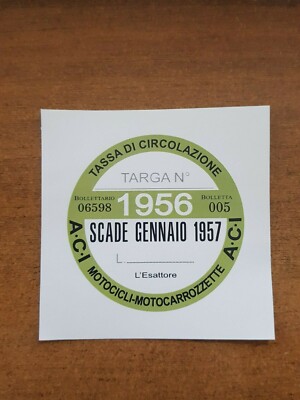 TASSA DI CIRCOLAZIONE
TARGA N°
BOLLETTARIO
06598
1956
BOLLETTA
005
SCADE GENNAIO 1957
L.
L'Esattore
A·C·I
MOTOCICLI-MOTOCARROZZETTE
A·C·I